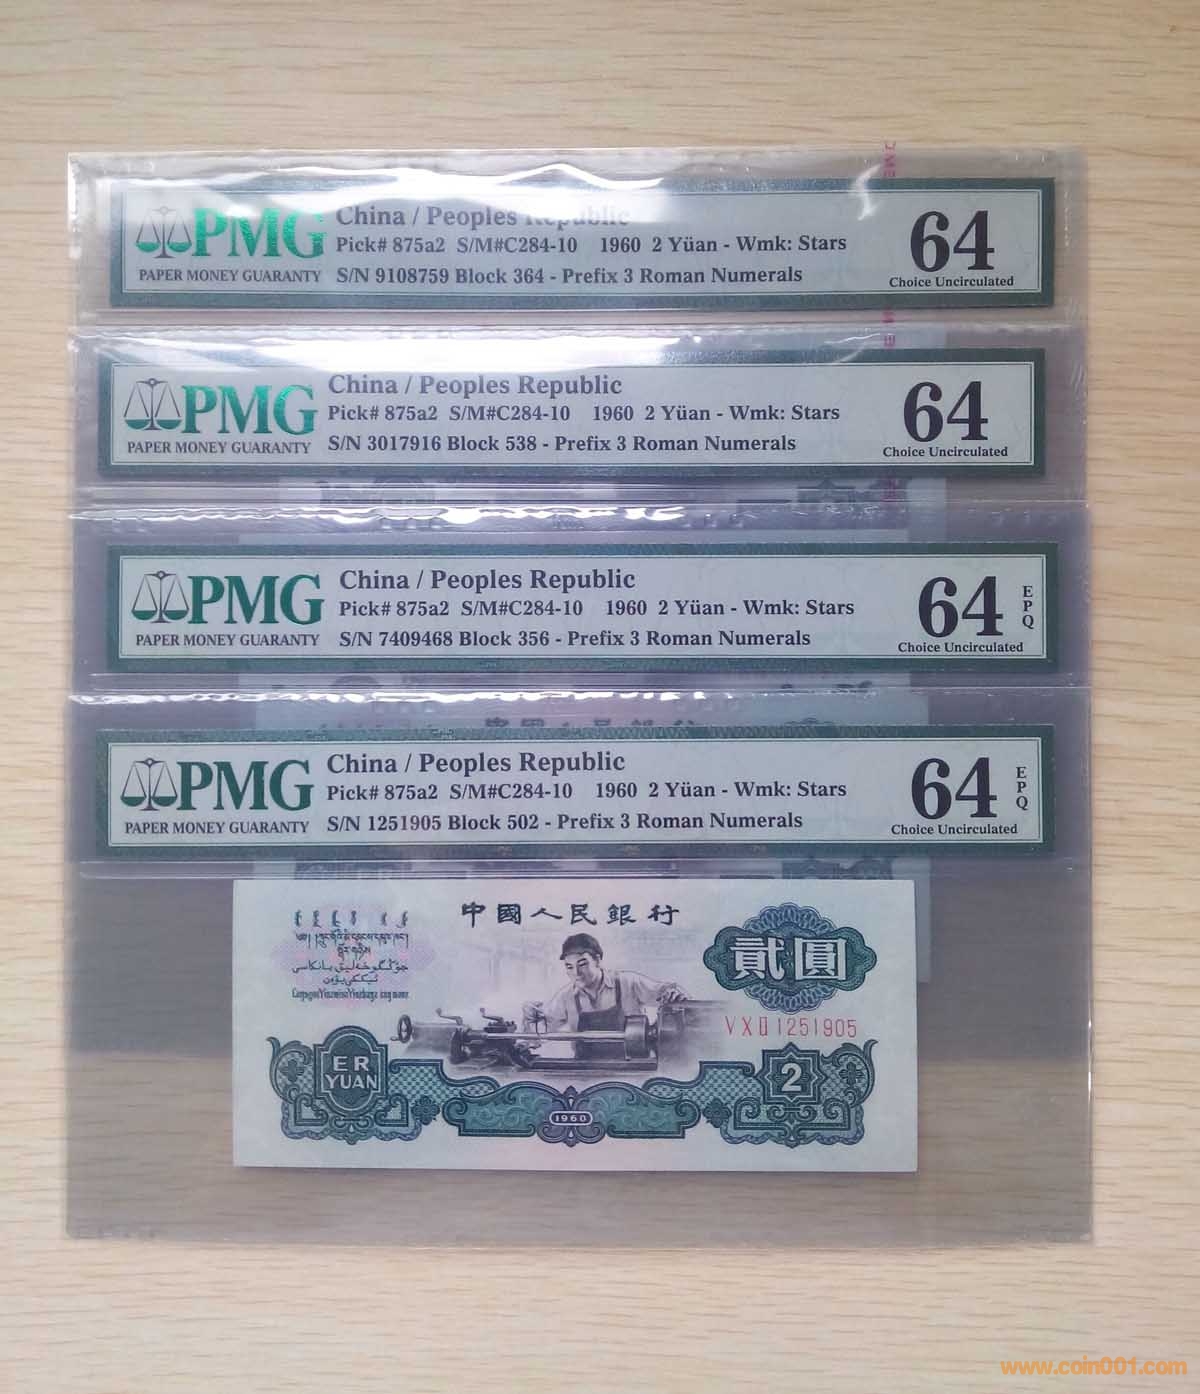 PMG
PAPER MONEY GUARANTY
China / Peoples Republic
Pick# 875a2 S/M#C284-10 1960 2 Yüan - Wmk: Stars
S/N 9108759 Block 364 - Prefix 3 Roman Numerals
64
Choice Uncirculated
PMG
PAPER MONEY GUARANTY
China / Peoples Republic
Pick# 875a2 S/M#C284-10 1960 2 Yüan - Wmk: Stars
S/N 3017916 Block 538 - Prefix 3 Roman Numerals
64
Choice Uncirculated
PMG
PAPER MONEY GUARANTY
China / Peoples Republic
Pick# 875a2 S/M#C284-10 1960 2 Yüan - Wmk: Stars
S/N 7409468 Block 356 - Prefix 3 Roman Numerals
64
EPQ
Choice Uncirculated
PMG
PAPER MONEY GUARANTY
China / Peoples Republic
Pick# 875a2 S/M#C284-10 1960 2 Yüan - Wmk: Stars
S/N 1251905 Block 502 - Prefix 3 Roman Numerals
64
EPQ
Choice Uncirculated
中國人民銀行
貳圓
VXII 1251905
ER
YUAN
2
1960
www.coin001.com